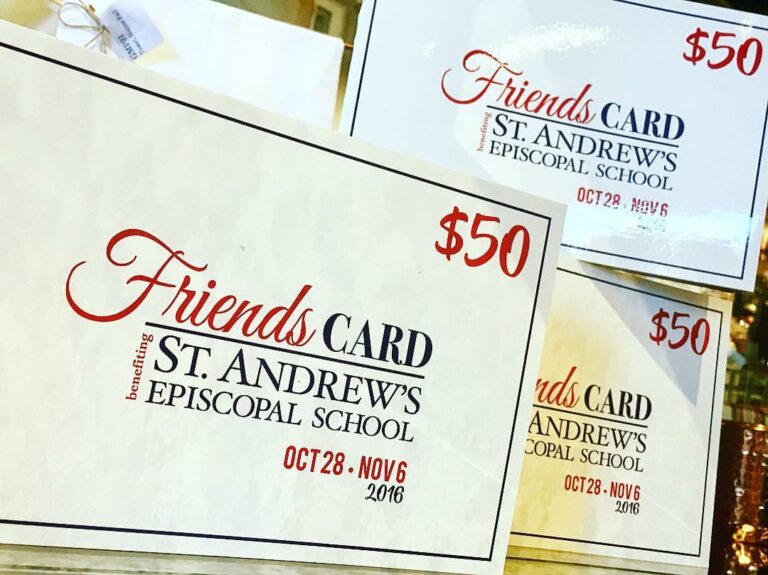 $50
Friends CARD
benefiting
ST. ANDREW'S
EPISCOPAL SCHOOL
OCT 28 • NOV 6
2016
$50
Friends CARD
benefiting
ST. ANDREW'S
EPISCOPAL SCHOOL
OCT 28 • NOV 6
2016
$50
nds CARD
ANDREW'S
COPAL SCHOOL
OCT 28 • NOV 6
2016